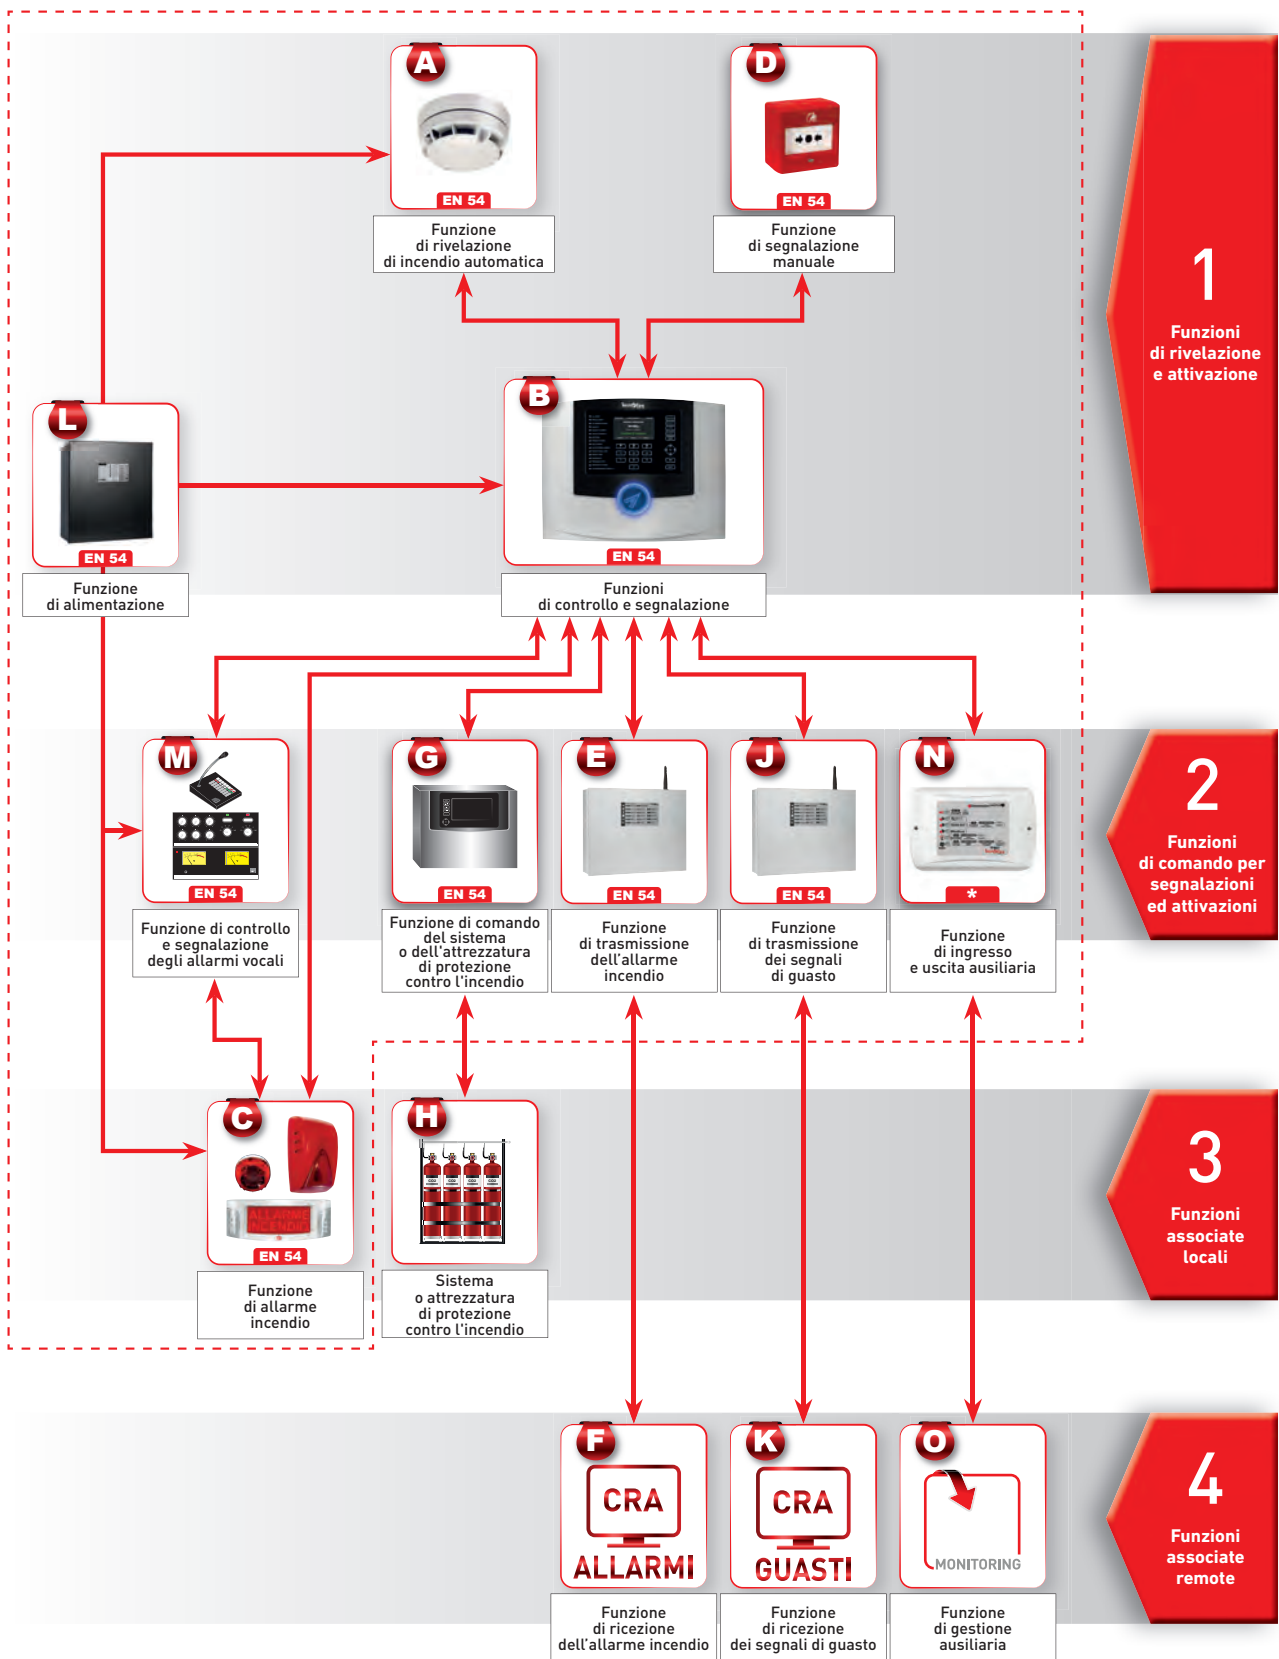 A
EN 54
Funzione
di rivelazione
di incendio automatica
D
EN 54
Funzione
di segnalazione
manuale
1
Funzioni
di rivelazione
e attivazione
L
EN 54
Funzione
di alimentazione
B
EN 54
Funzioni
di controllo e segnalazione
M
EN 54
Funzione di controllo
e segnalazione
degli allarmi vocali
G
EN 54
Funzione di comando
del sistema
o dell'attrezzatura
di protezione
contro l'incendio
E
EN 54
Funzione
di trasmissione
dell'allarme
incendio
J
EN 54
Funzione
di trasmissione
dei segnali
di guasto
N
*
Funzione
di ingresso
e uscita ausiliaria
2
Funzioni
di comando per
segnalazioni
ed attivazioni
C
ALLARME
INCENDIO
EN 54
Funzione
di allarme
incendio
H
CO2 CO2 CO2 CO2
Sistema
o attrezzatura
di protezione
contro l'incendio
3
Funzioni
associate
locali
F
CRA
ALLARMI
Funzione
di ricezione
dell'allarme incendio
K
CRA
GUASTI
Funzione
di ricezione
dei segnali di guasto
O
MONITORING
Funzione
di gestione
ausiliaria
4
Funzioni
associate
remote